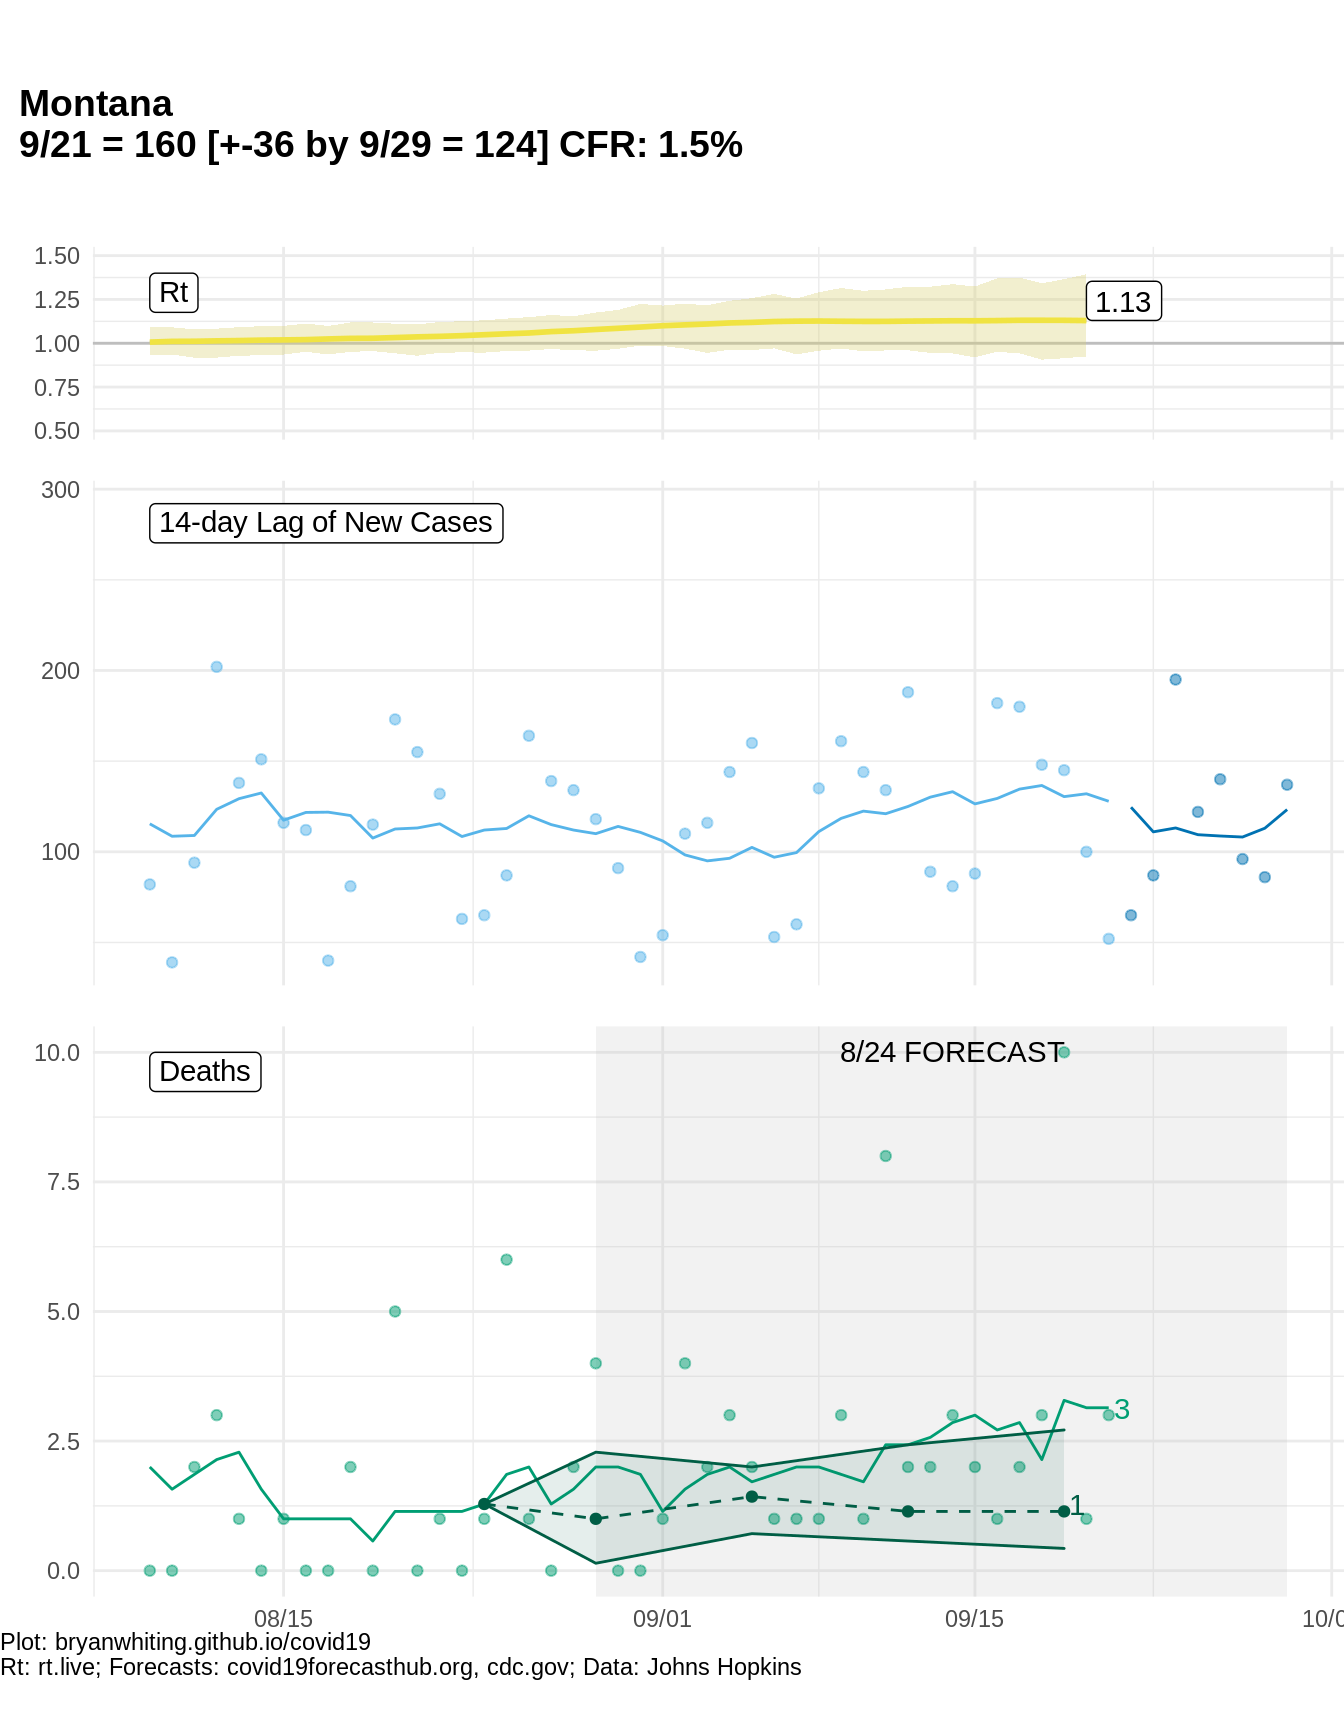 Montana
9/21 = 160 [+-36 by 9/29 = 124] CFR: 1.5%
1.50
1.25
1.00
0.75
0.50
Rt
1.13
300
200
100
14-day Lag of New Cases
10.0
7.5
5.0
2.5
0.0
Deaths
8/24 FORECAST
3
1
08/15
09/01
09/15
10/0
Plot: bryanwhiting.github.io/covid19
Rt: rt.live; Forecasts: covid19forecasthub.org, cdc.gov; Data: Johns Hopkins